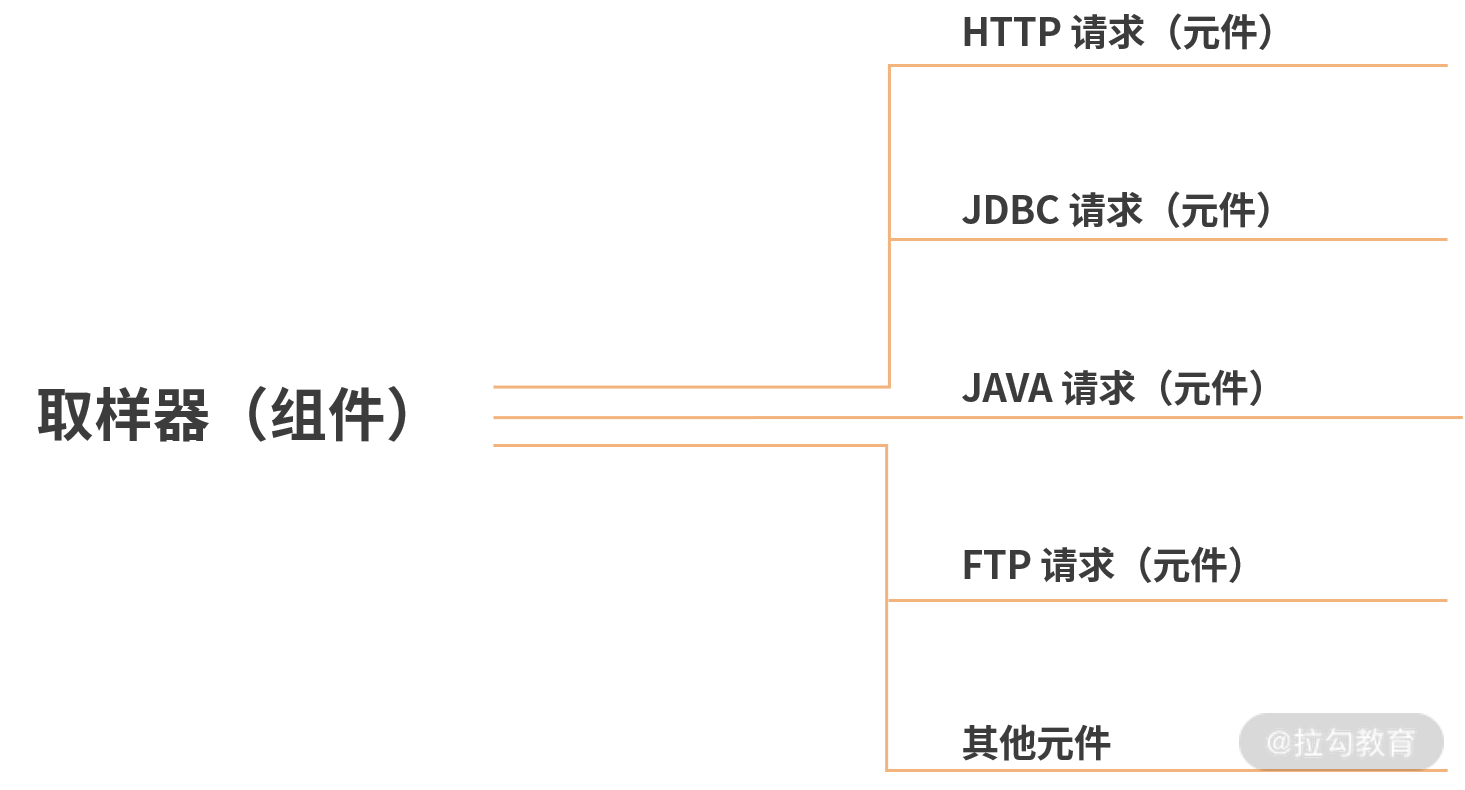 HTTP 请求（元件）
JDBC 请求（元件）
JAVA 请求（元件）
取样器（组件）
FTP 请求（元件）
其他元件
@拉勾教育